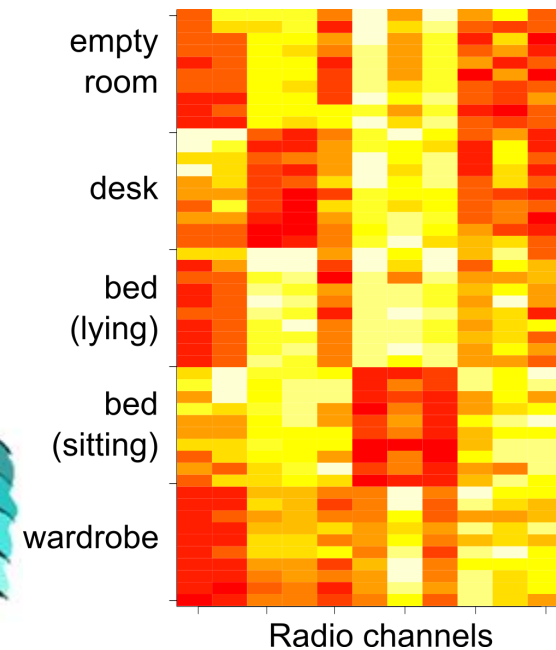 empty
room
desk
bed
(lying)
bed
(sitting)
wardrobe
Radio channels